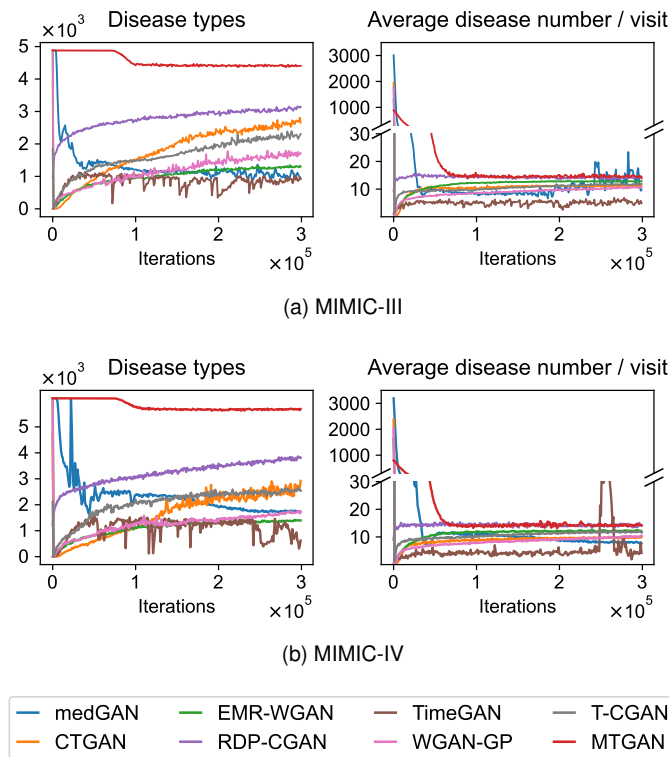 Disease types
Average disease number / visit
×10³
5
4
3
2
1
0
3000
2000
1000
30
20
10
0 1 2 3
0 1 2 3
Iterations
×10⁵
Iterations
×10⁵
(a) MIMIC-III
Disease types
Average disease number / visit
×10³
6
5
4
3
2
1
0
3000
2000
1000
30
20
10
0 1 2 3
0 1 2 3
Iterations
×10⁵
Iterations
×10⁵
(b) MIMIC-IV
medGAN EMR-WGAN TimeGAN T-CGAN
CTGAN RDP-CGAN WGAN-GP MTGAN